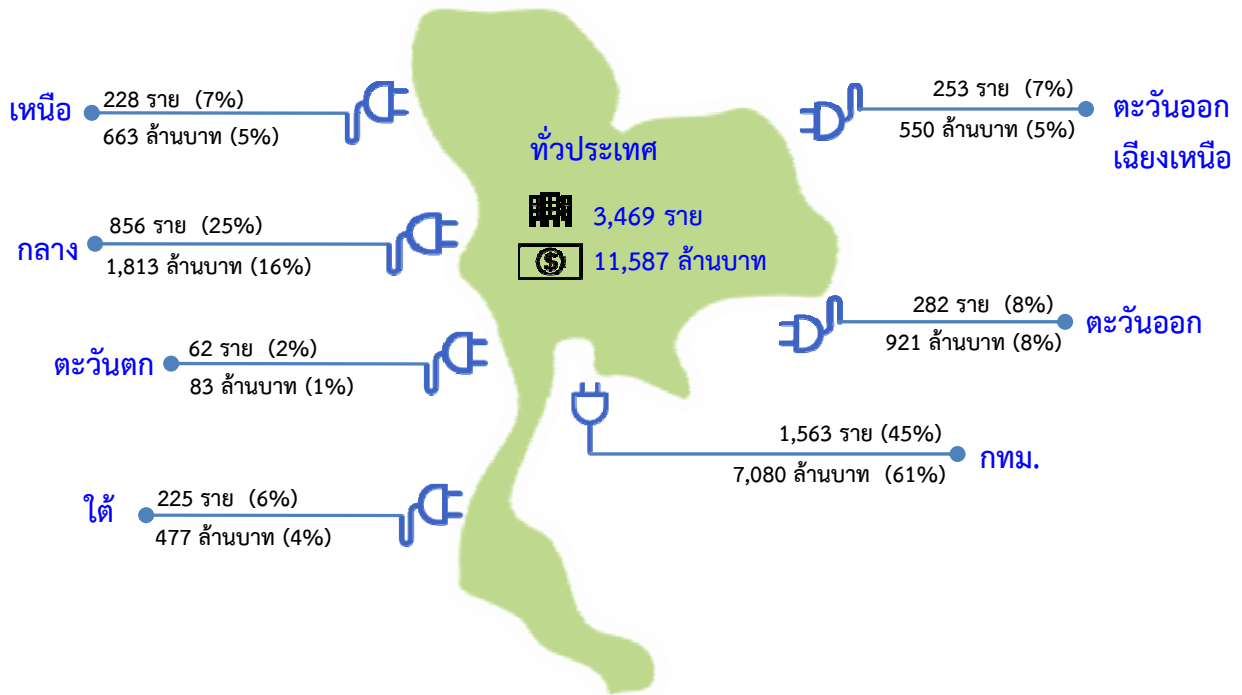 เหนือ
228 ราย (7%)
663 ล้านบาท (5%)
253 ราย (7%)
550 ล้านบาท (5%)
ตะวันออก
เฉียงเหนือ
ทั่วประเทศ
3,469 ราย
$ 11,587 ล้านบาท
กลาง
856 ราย (25%)
1,813 ล้านบาท (16%)
282 ราย (8%)
921 ล้านบาท (8%)
ตะวันออก
ตะวันตก
62 ราย (2%)
83 ล้านบาท (1%)
1,563 ราย (45%)
7,080 ล้านบาท (61%)
กทม.
ใต้
225 ราย (6%)
477 ล้านบาท (4%)